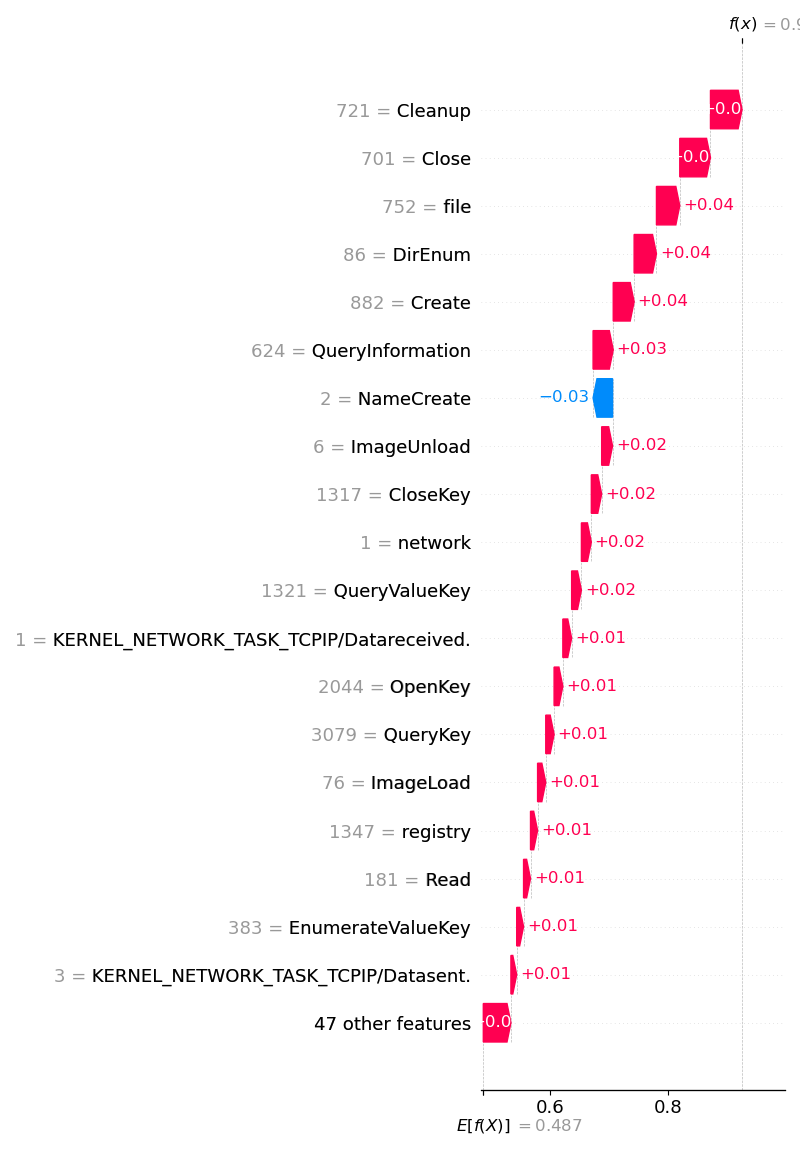 f(x) = 0.9
721 = Cleanup
701 = Close
752 = file +0.04
86 = DirEnum +0.04
882 = Create +0.04
624 = QueryInformation +0.03
2 = NameCreate −0.03
6 = ImageUnload +0.02
1317 = CloseKey +0.02
1 = network +0.02
1321 = QueryValueKey +0.02
1 = KERNEL_NETWORK_TASK_TCPIP/Datareceived. +0.01
2044 = OpenKey +0.01
3079 = QueryKey +0.01
76 = ImageLoad +0.01
1347 = registry +0.01
181 = Read +0.01
383 = EnumerateValueKey +0.01
3 = KERNEL_NETWORK_TASK_TCPIP/Datasent. +0.01
47 other features
0.6 0.8
E[f(X)] = 0.487